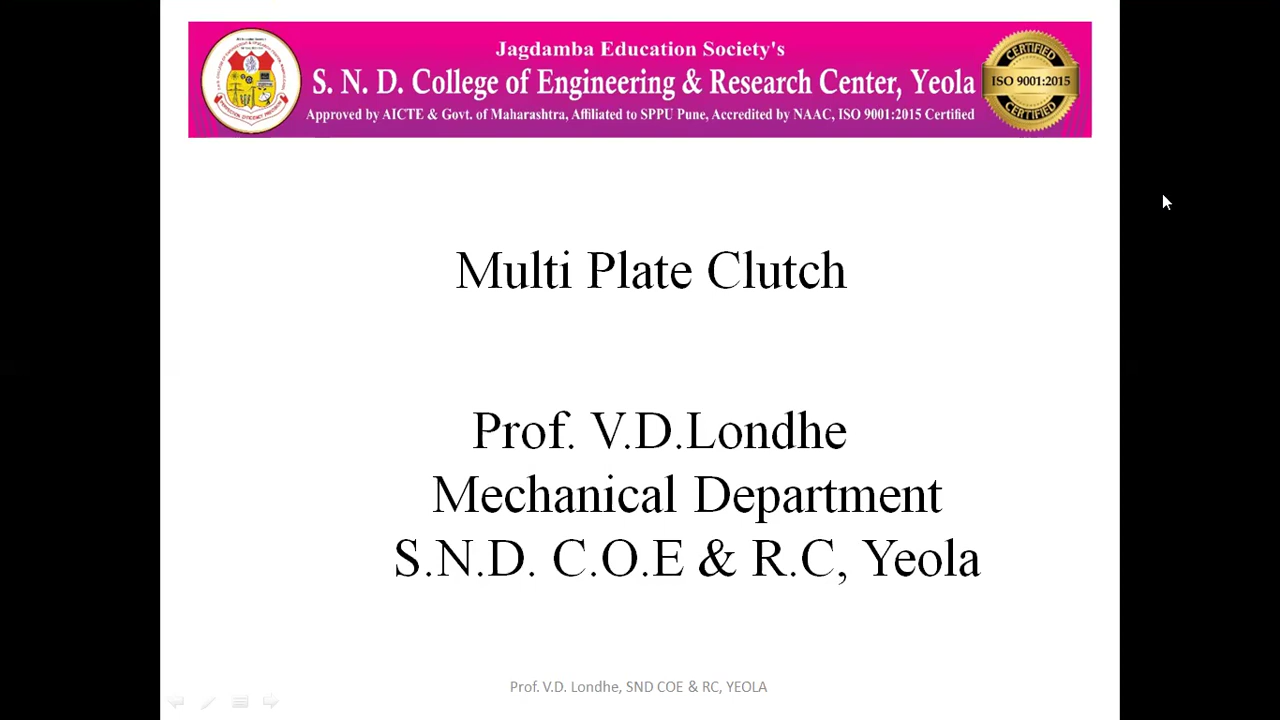 Jagdamba Education Society's
S. N. D. College of Engineering & Research Center, Yeola
Approved by AICTE & Govt. of Maharashtra, Affiliated to SPPU Pune, Accredited by NAAC, ISO 9001:2015 Certified
CERTIFIED
ISO 9001:2015
CERTIFIED
Multi Plate Clutch
Prof. V.D.Londhe
Mechanical Department
S.N.D. C.O.E & R.C, Yeola
Prof. V.D. Londhe, SND COE & RC, YEOLA